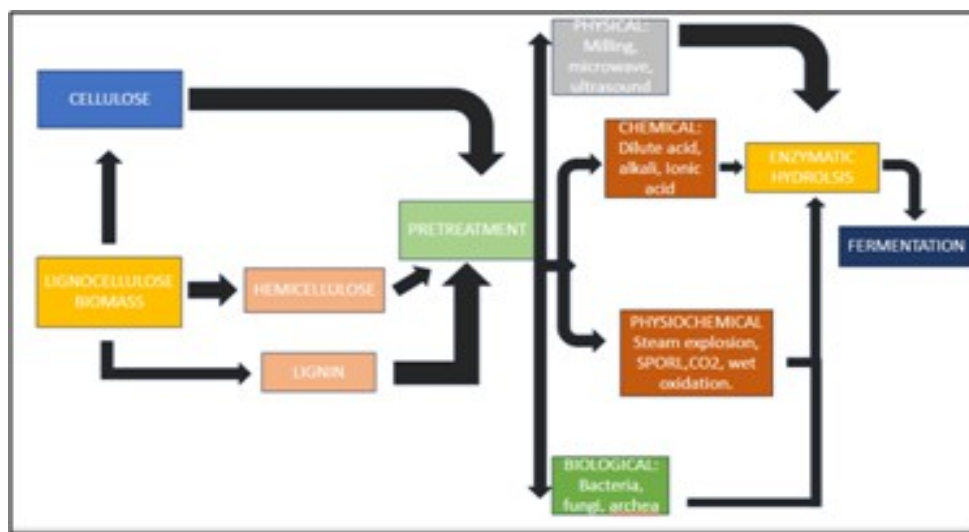 CELLULOSE
LIGNOCELLULOSE
BIOMASS
HEMICELLULOSE
LIGNIN
PRETREATMENT
PHYSICAL:
Milling,
microwave,
ultrasound
CHEMICAL:
Dilute acid,
alkali, Ionic
acid
PHYSIOCHEMICAL
Steam explosion,
SPORL,CO2, wet
oxidation.
BIOLOGICAL:
Bacteria,
fungi, archea
ENZYMATIC
HYDROLSIS
FERMENTATION